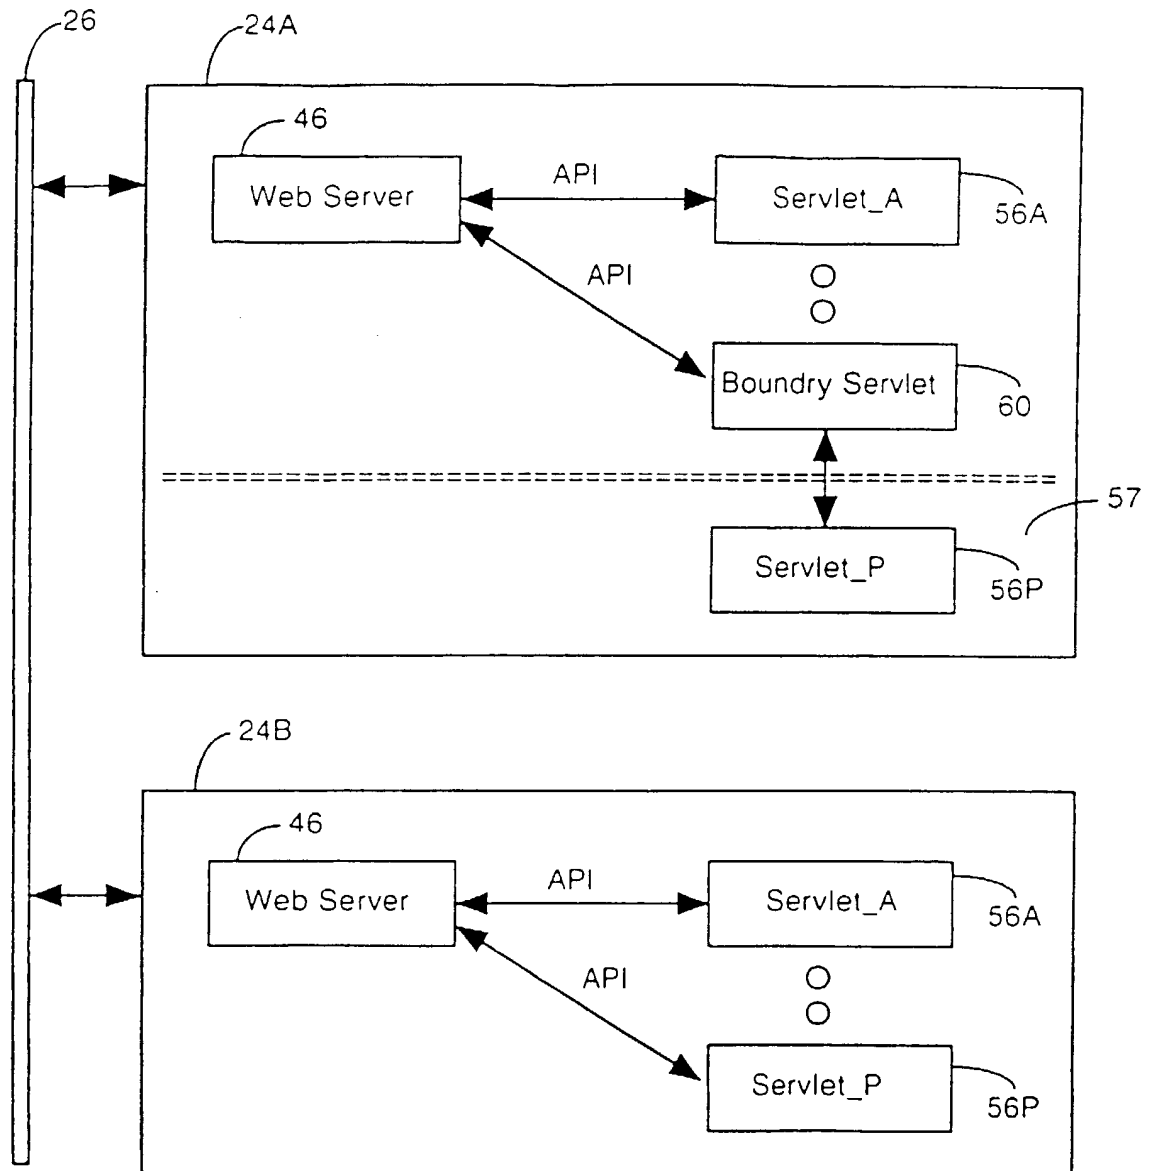 26
24A
46
Web Server
API
Servlet_A
56A
API
Boundry Servlet
60
57
Servlet_P
56P
24B
46
Web Server
API
Servlet_A
56A
API
Servlet_P
56P